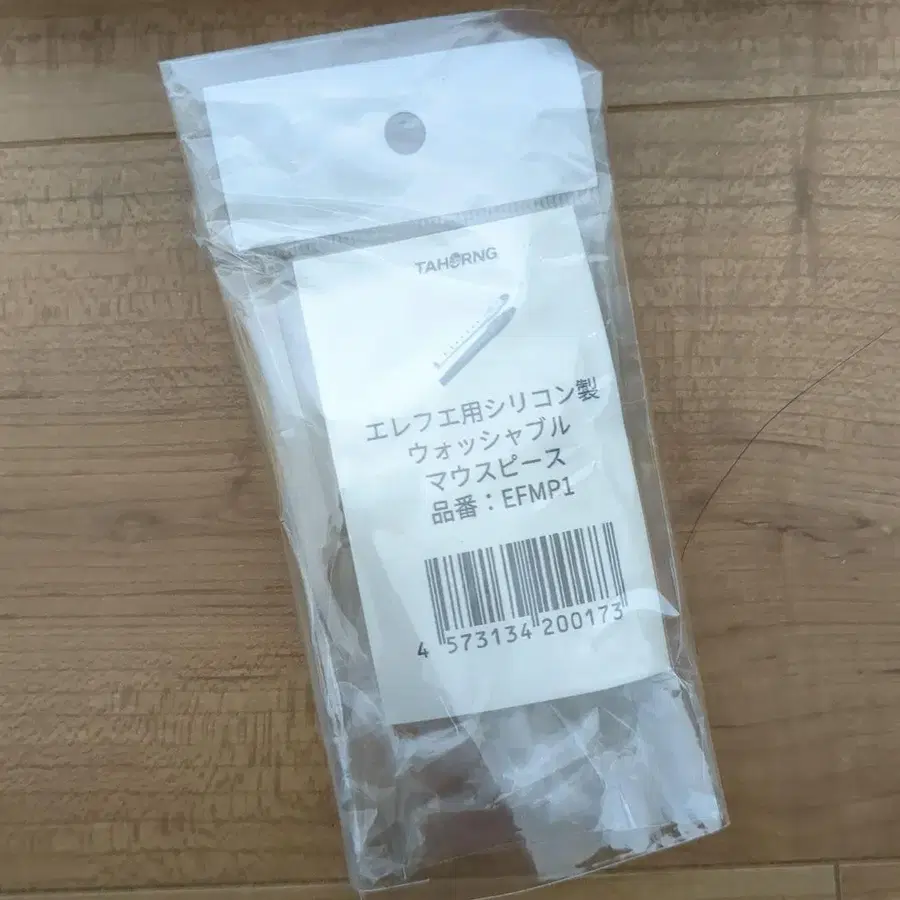 TAHORNG
エレフエ用シリコン製
ウォッシャブル
マウスピース
品番：EFMP1
4 573134 200173